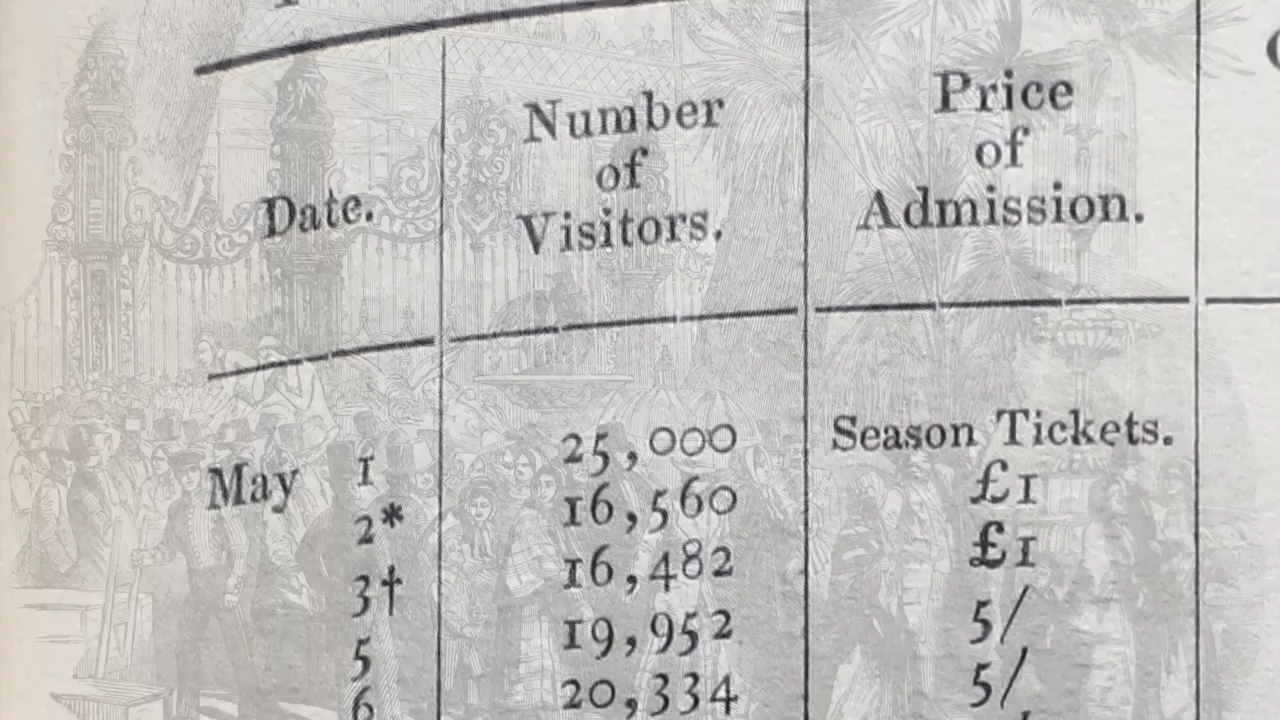 Date.
Number
of
Visitors.
Price
of
Admission.
May 1 25,000 Season Tickets.
2* 16,560 £1
3† 16,482 £1
5 19,952 5/
6 20,334 5/